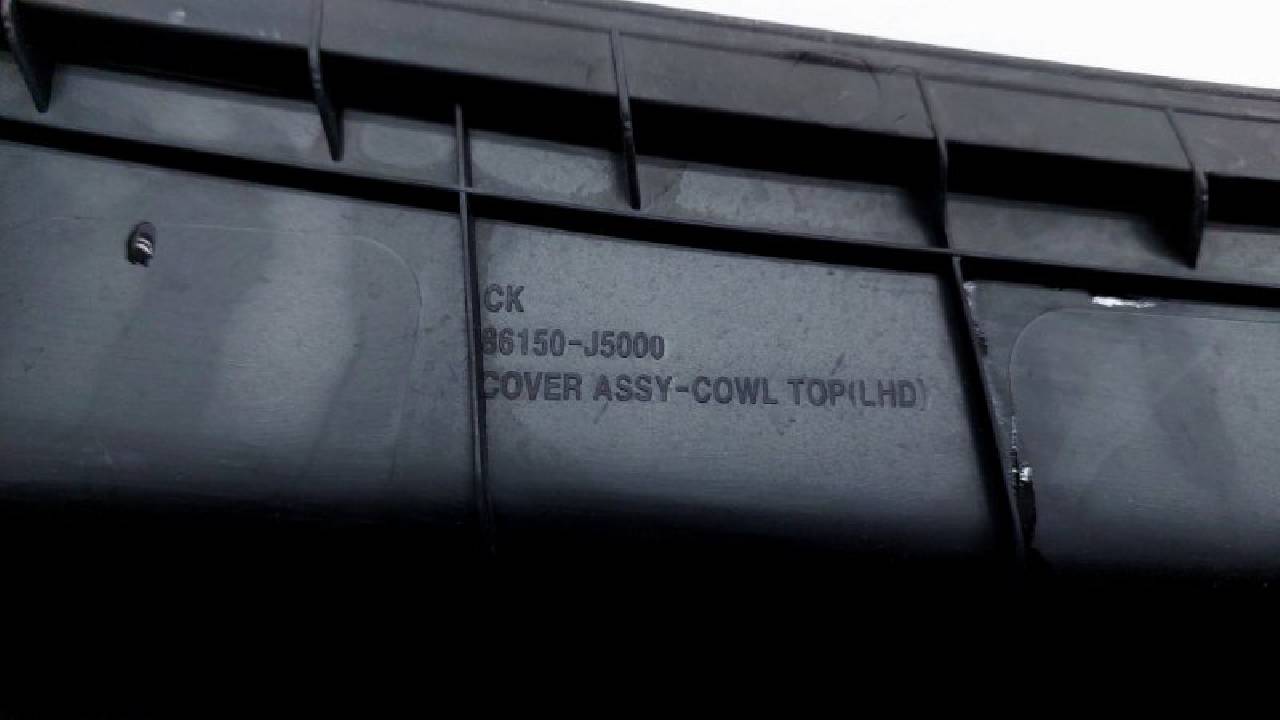 CK
86150-J5000
COVER ASSY-COWL TOP(LHD)